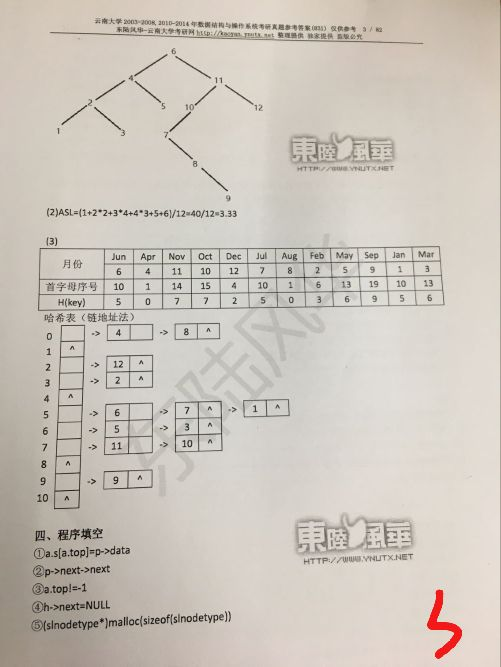 云南大学 2003-2008,2010-2014 年数据结构与操作系统考研真题参考答案(831) 仅供参考 3 / 82
东陆风华-云南大学考研网 http://kaoyan.ynutx.net 整理提供 独家提供 盗版必究
6
4 11
2 5 10 12
1 3 7
8
9
東陸風華
HTTP://WWW.YNUTX.NET
(2)ASL=(1+2*2+3*4+4*3+5+6)/12=40/12=3.33
(3)
月份 Jun Apr Nov Oct Dec Jul Aug Feb May Sep Jan Mar
6 4 11 10 12 7 8 2 5 9 1 3
首字母序号 10 1 14 15 4 10 1 6 13 19 10 13
H(key) 5 0 7 7 2 5 0 3 6 9 5 6
哈希表（链地址法）
0 -> 4 -> 8 ^
1 ^
2 -> 12 ^
3 -> 2 ^
4 ^
5 -> 6 -> 7 ^ -> 1 ^
6 -> 5 -> 3 ^
7 -> 11 -> 10 ^
8 ^
9 -> 9 ^
10 ^
东陆风华
四、程序填空
東陸風華
HTTP://WWW.YNUTX.NET
①a.s[a.top]=p->data
②p->next->next
③a.top!=-1
④h->next=NULL
⑤(slnodetype*)malloc(sizeof(slnodetype))
5